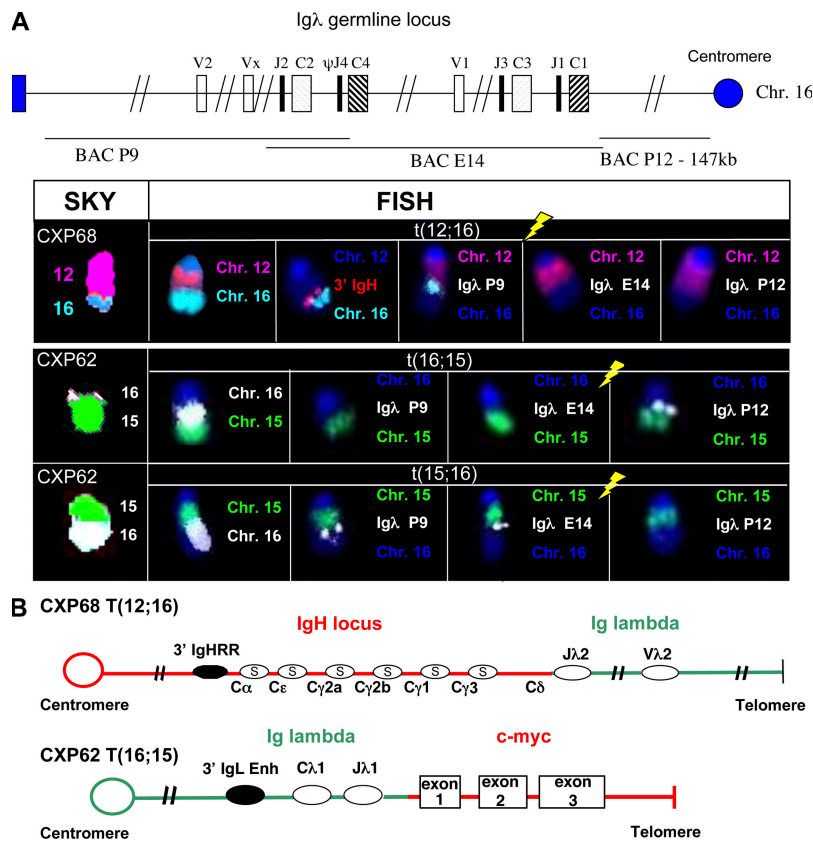 A
Igλ germline locus
V2 Vx J2 C2 ψJ4 C4 V1 J3 C3 J1 C1 Centromere
Chr. 16
BAC P9 BAC E14 BAC P12 - 147kb
SKY FISH
CXP68 t(12;16)
12
16
Chr. 12
Chr. 16
Chr. 12
3' IgH
Chr. 16
Chr. 12
Igλ P9
Chr. 16
Chr. 12
Igλ E14
Chr. 16
Chr. 12
Igλ P12
Chr. 16
CXP62 t(16;15)
16
15
Chr. 16
Chr. 15
Chr. 16
Igλ P9
Chr. 15
Chr. 16
Igλ E14
Chr. 15
Chr. 16
Igλ P12
Chr. 15
CXP62 t(15;16)
15
16
Chr. 15
Chr. 16
Chr. 15
Igλ P9
Chr. 16
Chr. 15
Igλ E14
Chr. 16
Chr. 15
Igλ P12
Chr. 16
B
CXP68 T(12;16)
IgH locus Ig lambda
3' IgHRR Jλ2 Vλ2
S S S S S S
Cα Cε Cγ2a Cγ2b Cγ1 Cγ3 Cδ
Centromere Telomere
CXP62 T(16;15)
Ig lambda c-myc
3' IgL Enh Cλ1 Jλ1
exon 1
exon 2
exon 3
Centromere Telomere